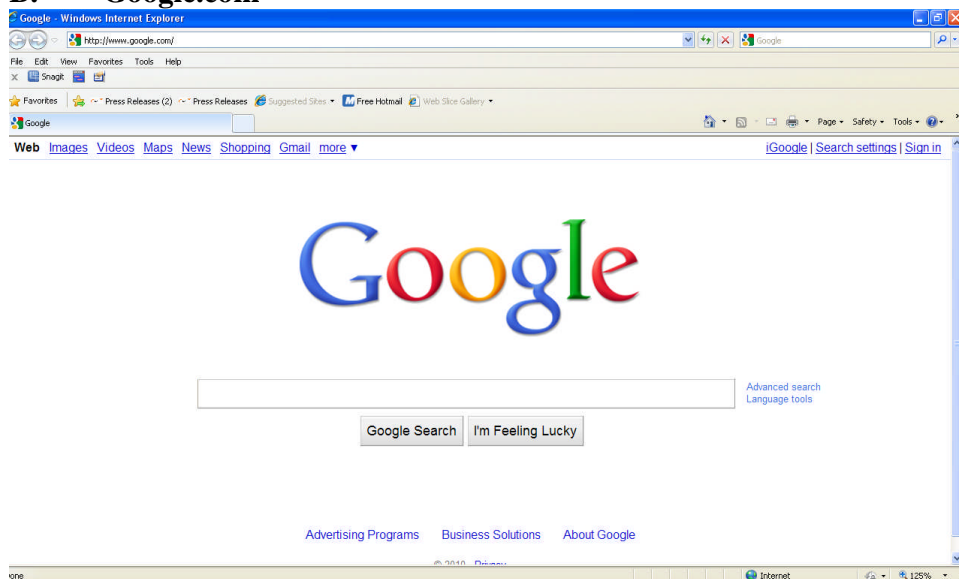 B. Google.com
Google - Windows Internet Explorer
http://www.google.com/
Google
File Edit View Favorites Tools Help
x Snagit
Favorites Press Releases (2) Press Releases Suggested Sites Free Hotmail Web Slice Gallery
Google
Page Safety Tools
Web Images Videos Maps News Shopping Gmail more ▼
iGoogle | Search settings | Sign in
Google
Advanced search
Language tools
Google Search I'm Feeling Lucky
Advertising Programs Business Solutions About Google
© 2010 - Privacy
Internet 125%